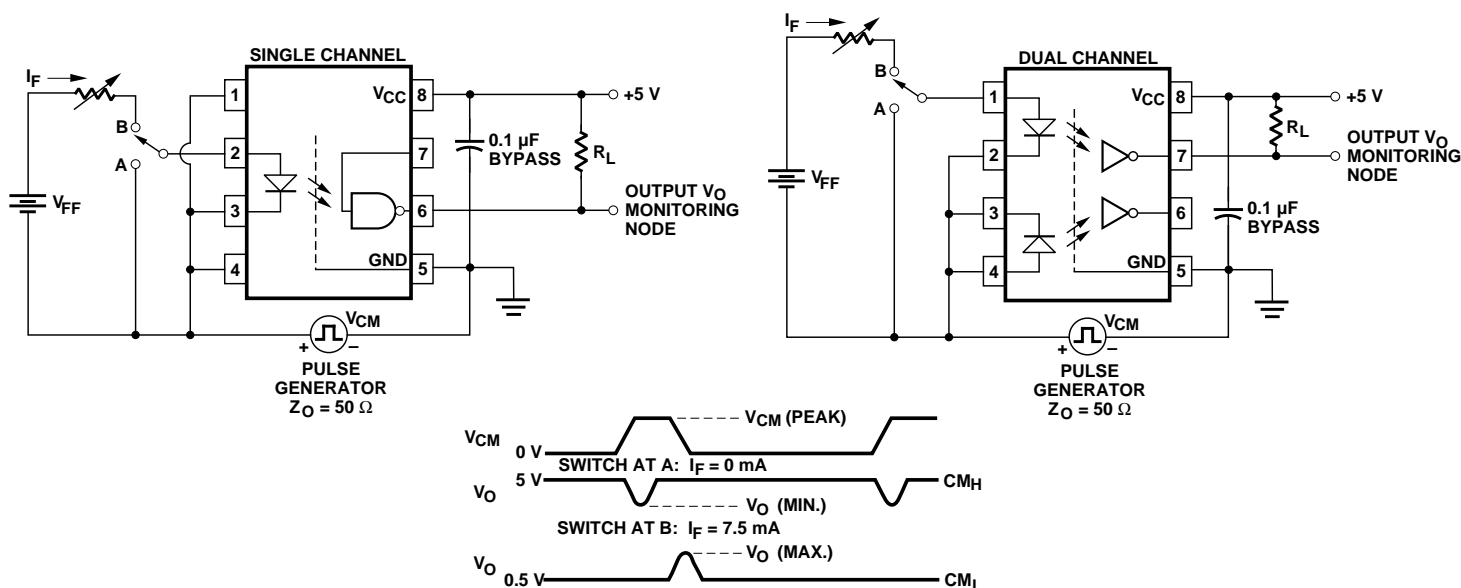 SINGLE CHANNEL
I_F
B
A
V_FF
1
2
3
4
V_CC
8
7
6
GND
5
0.1 µF
BYPASS
R_L
+5 V
OUTPUT V_O
MONITORING
NODE
V_CM
+
–
PULSE
GENERATOR
Z_O = 50 Ω
DUAL CHANNEL
I_F
B
A
V_FF
1
2
3
4
V_CC
8
7
6
GND
5
R_L
+5 V
OUTPUT V_O
MONITORING
NODE
0.1 µF
BYPASS
V_CM
+
–
PULSE
GENERATOR
Z_O = 50 Ω
V_CM
0 V
V_CM (PEAK)
SWITCH AT A: I_F = 0 mA
V_O
5 V
CM_H
V_O (MIN.)
SWITCH AT B: I_F = 7.5 mA
V_O
0.5 V
V_O (MAX.)
CM_L